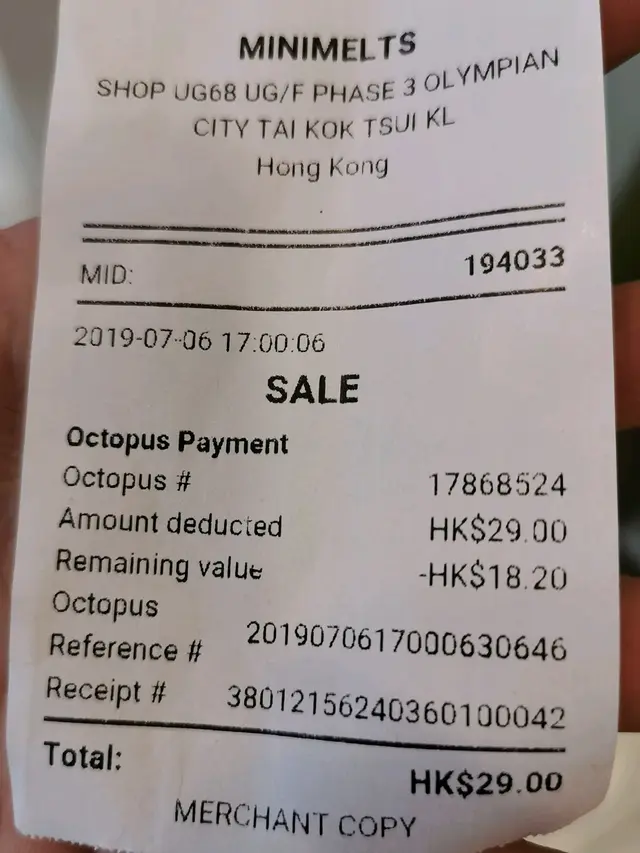 MINIMELTS
SHOP UG68 UG/F PHASE 3 OLYMPIAN
CITY TAI KOK TSUI KL
Hong Kong
MID: 194033
2019-07-06 17:00:06
SALE
Octopus Payment
Octopus # 17868524
Amount deducted HK$29.00
Remaining value -HK$18.20
Octopus
Reference # 2019070617000630646
Receipt # 38012156240360100042
Total:
HK$29.00
MERCHANT COPY